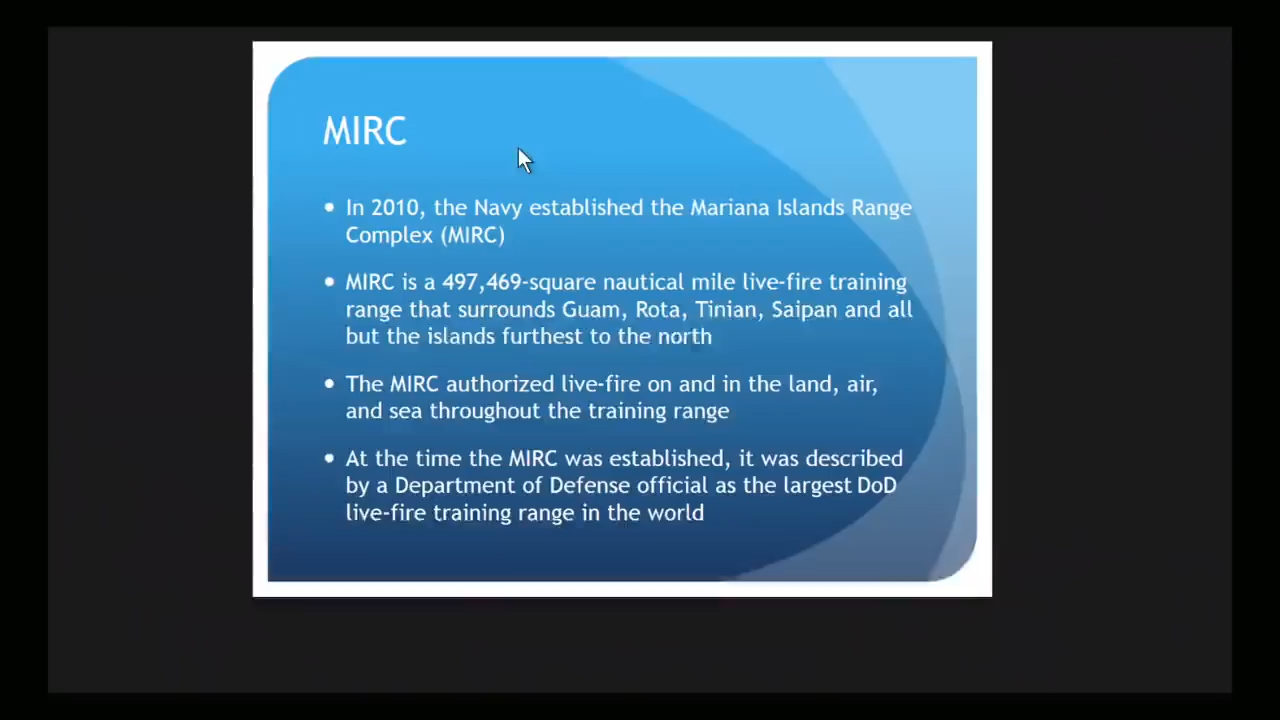 MIRC
• In 2010, the Navy established the Mariana Islands Range
Complex (MIRC)
• MIRC is a 497,469-square nautical mile live-fire training
range that surrounds Guam, Rota, Tinian, Saipan and all
but the islands furthest to the north
• The MIRC authorized live-fire on and in the land, air,
and sea throughout the training range
• At the time the MIRC was established, it was described
by a Department of Defense official as the largest DoD
live-fire training range in the world